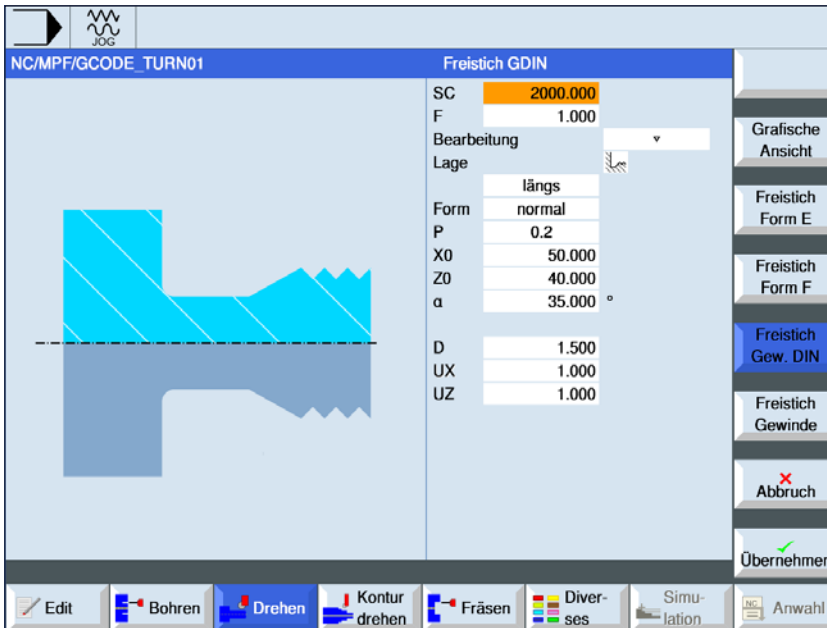 JOG
NC/MPF/GCODE_TURN01
Freistich GDIN
SC 2000.000
F 1.000
Bearbeitung
Lage
längs
Form normal
P 0.2
X0 50.000
Z0 40.000
α 35.000 °
D 1.500
UX 1.000
UZ 1.000
Grafische
Ansicht
Freistich
Form E
Freistich
Form F
Freistich
Gew. DIN
Freistich
Gewinde
Abbruch
Übernehmen
Edit
Bohren
Drehen
Kontur
drehen
Fräsen
Diver-
ses
Simu-
lation
NC
Anwahl